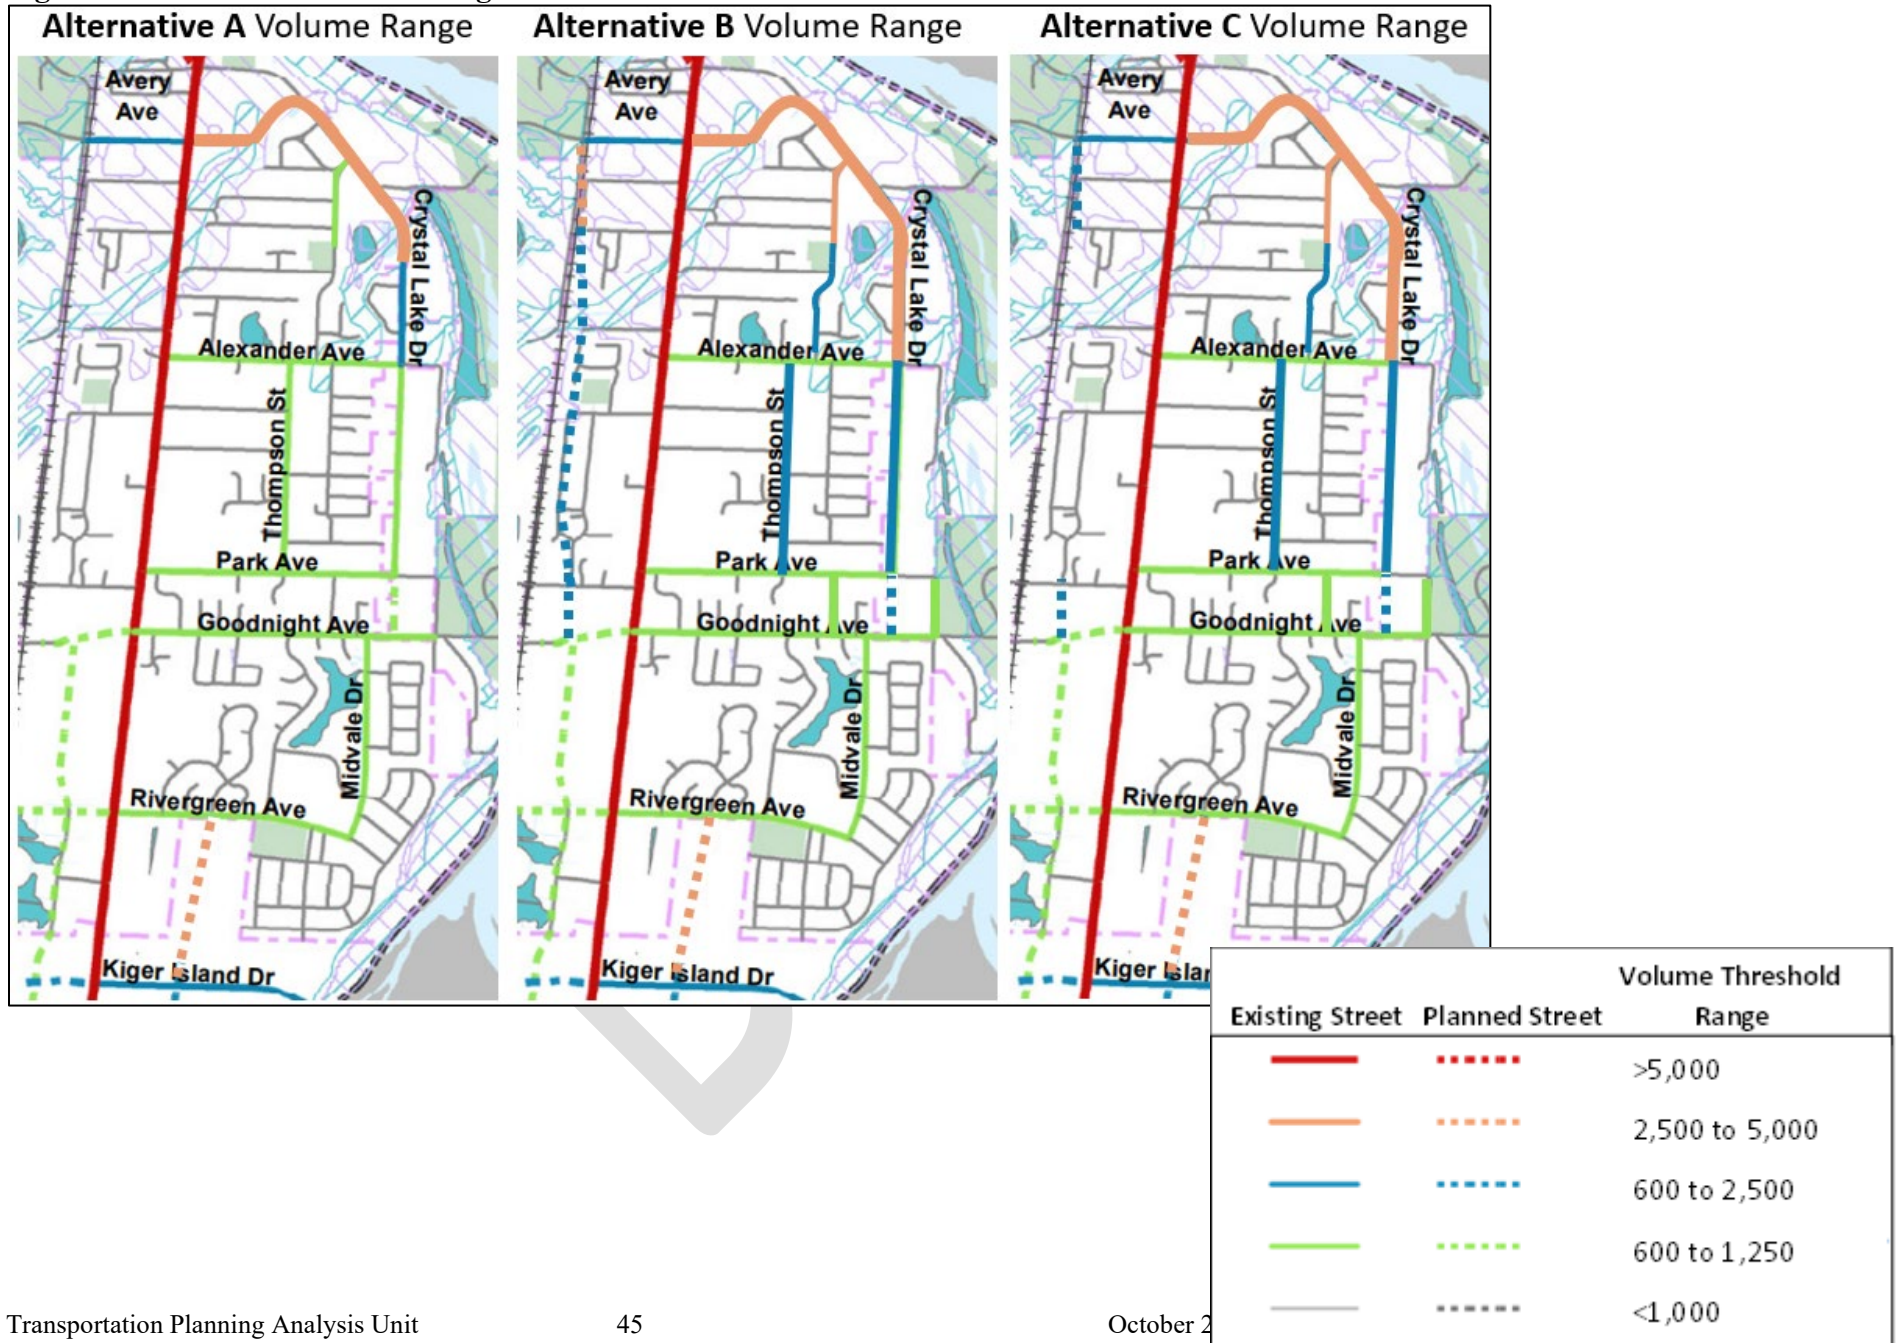 Alternative A Volume Range
Alternative B Volume Range
Alternative C Volume Range
Avery
Ave
Crystal Lake Dr
Alexander Ave
Thompson St
Park Ave
Goodnight Ave
Midvale Dr
Rivergreen Ave
Kiger Island Dr
Avery
Ave
Crystal Lake Dr
Alexander Ave
Thompson St
Park Ave
Goodnight Ave
Midvale Dr
Rivergreen Ave
Kiger Island Dr
Avery
Ave
Crystal Lake Dr
Alexander Ave
Thompson St
Park Ave
Goodnight Ave
Midvale Dr
Rivergreen Ave
Kiger
Volume Threshold
Existing Street Planned Street Range
>5,000
2,500 to 5,000
600 to 2,500
600 to 1,250
<1,000
Transportation Planning Analysis Unit 45 October 2